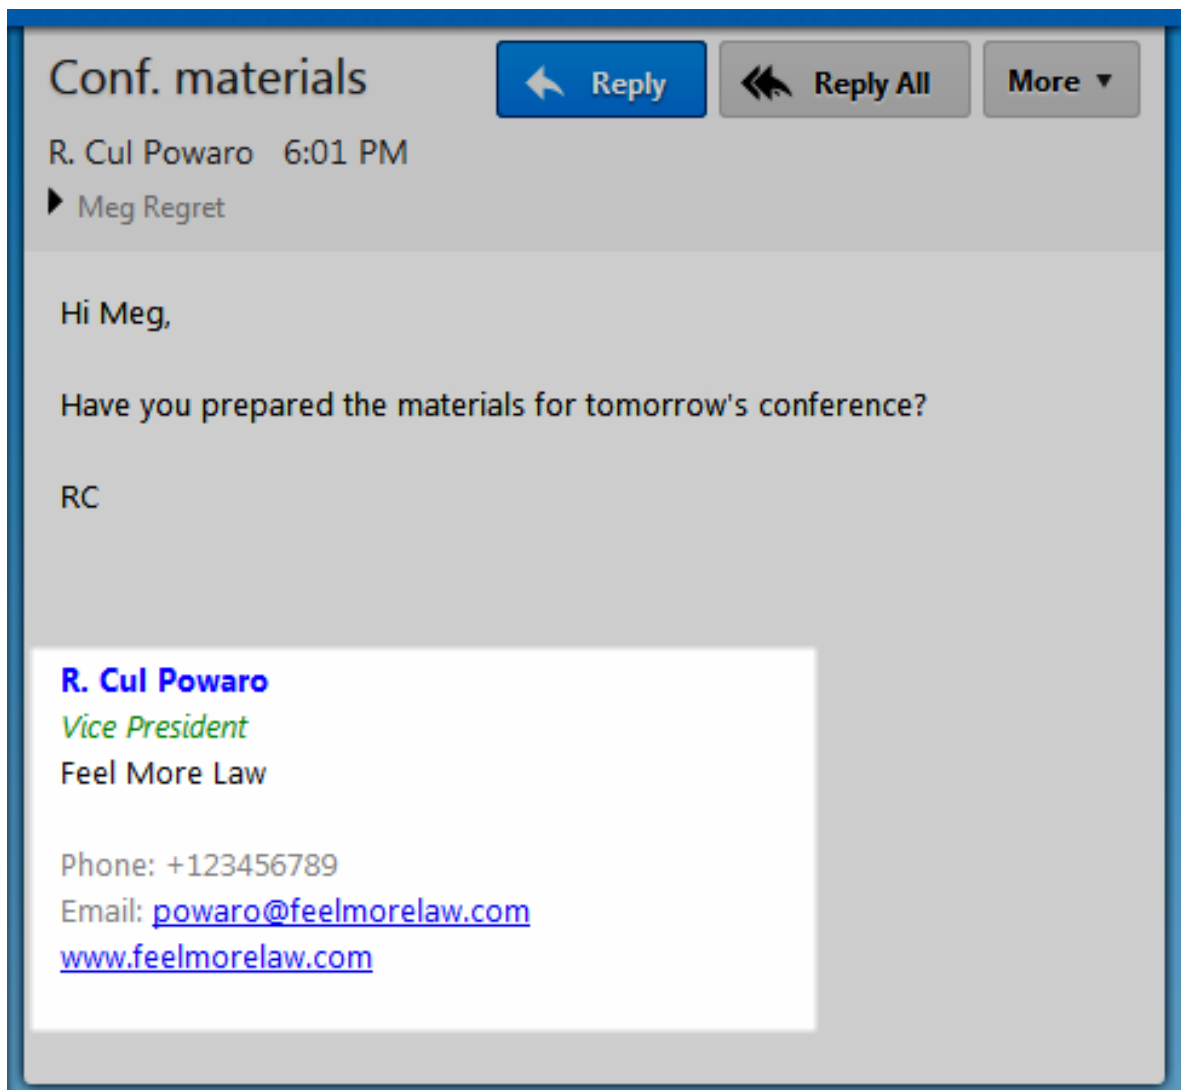 Conf. materials
Reply
Reply All
More
R. Cul Powaro 6:01 PM
Meg Regret
Hi Meg,
Have you prepared the materials for tomorrow's conference?
RC
R. Cul Powaro
Vice President
Feel More Law
Phone: +123456789
Email: powaro@feelmorelaw.com
www.feelmorelaw.com